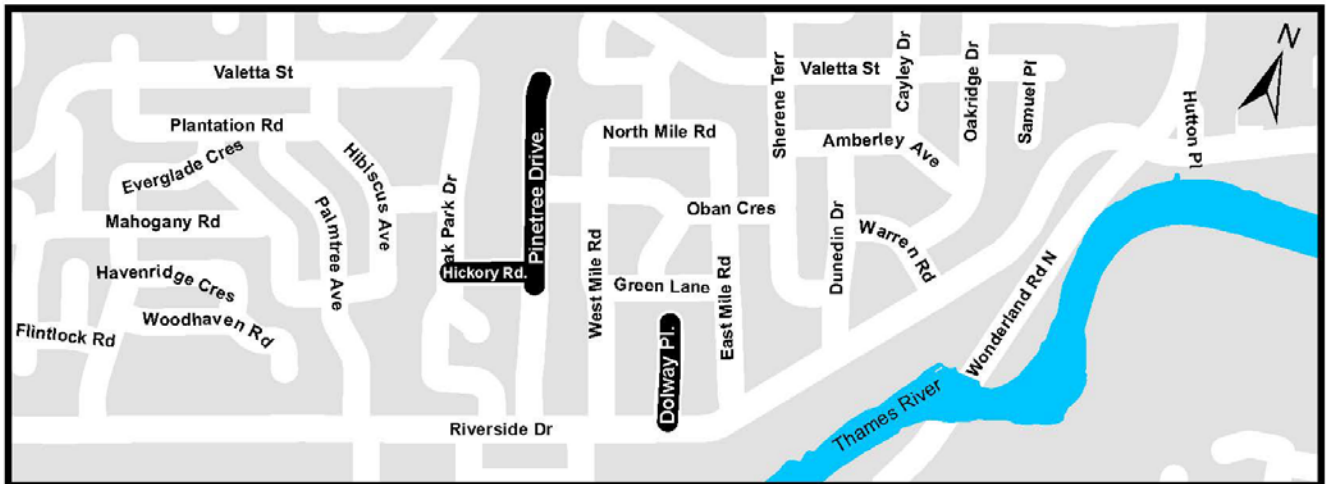 N
Valetta St
Valetta St
Cayley Dr
Oakridge Dr
Samuel Pl
Sherene Terr
Hutton Pl
Plantation Rd
North Mile Rd
Amberley Ave
Pinetree Drive.
Hibiscus Ave
Everglade Cres
Palmtree Ave
ak Park Dr
Oban Cres
Mahogany Rd
Dunedin Dr
Warren Rd
Havenridge Cres
Hickory Rd.
West Mile Rd
Green Lane
East Mile Rd
Wonderland Rd N
Flintlock Rd
Woodhaven Rd
Dolway Pl.
Riverside Dr
Thames River